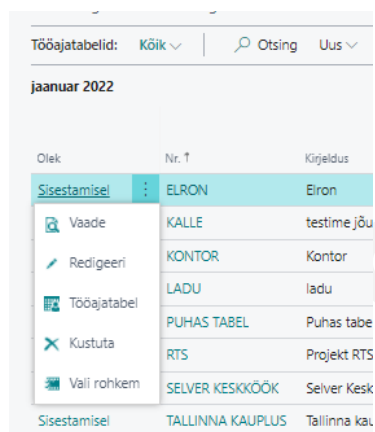 Tööajatabelid: Kõik Otsing Uus
jaanuar 2022
Olek Nr. ↑ Kirjeldus
Sisestamisel ELRON Elron
Vaade KALLE testime jõu
Redigeeri KONTOR Kontor
LADU ladu
Tööajatabel PUHAS TABEL Puhas tabe
Kustuta RTS Projekt RTS
Vali rohkem SELVER KESKKÖÖK Selver Kesk
Sisestamisel TALLINNA KAUPLUS Tallinna kau